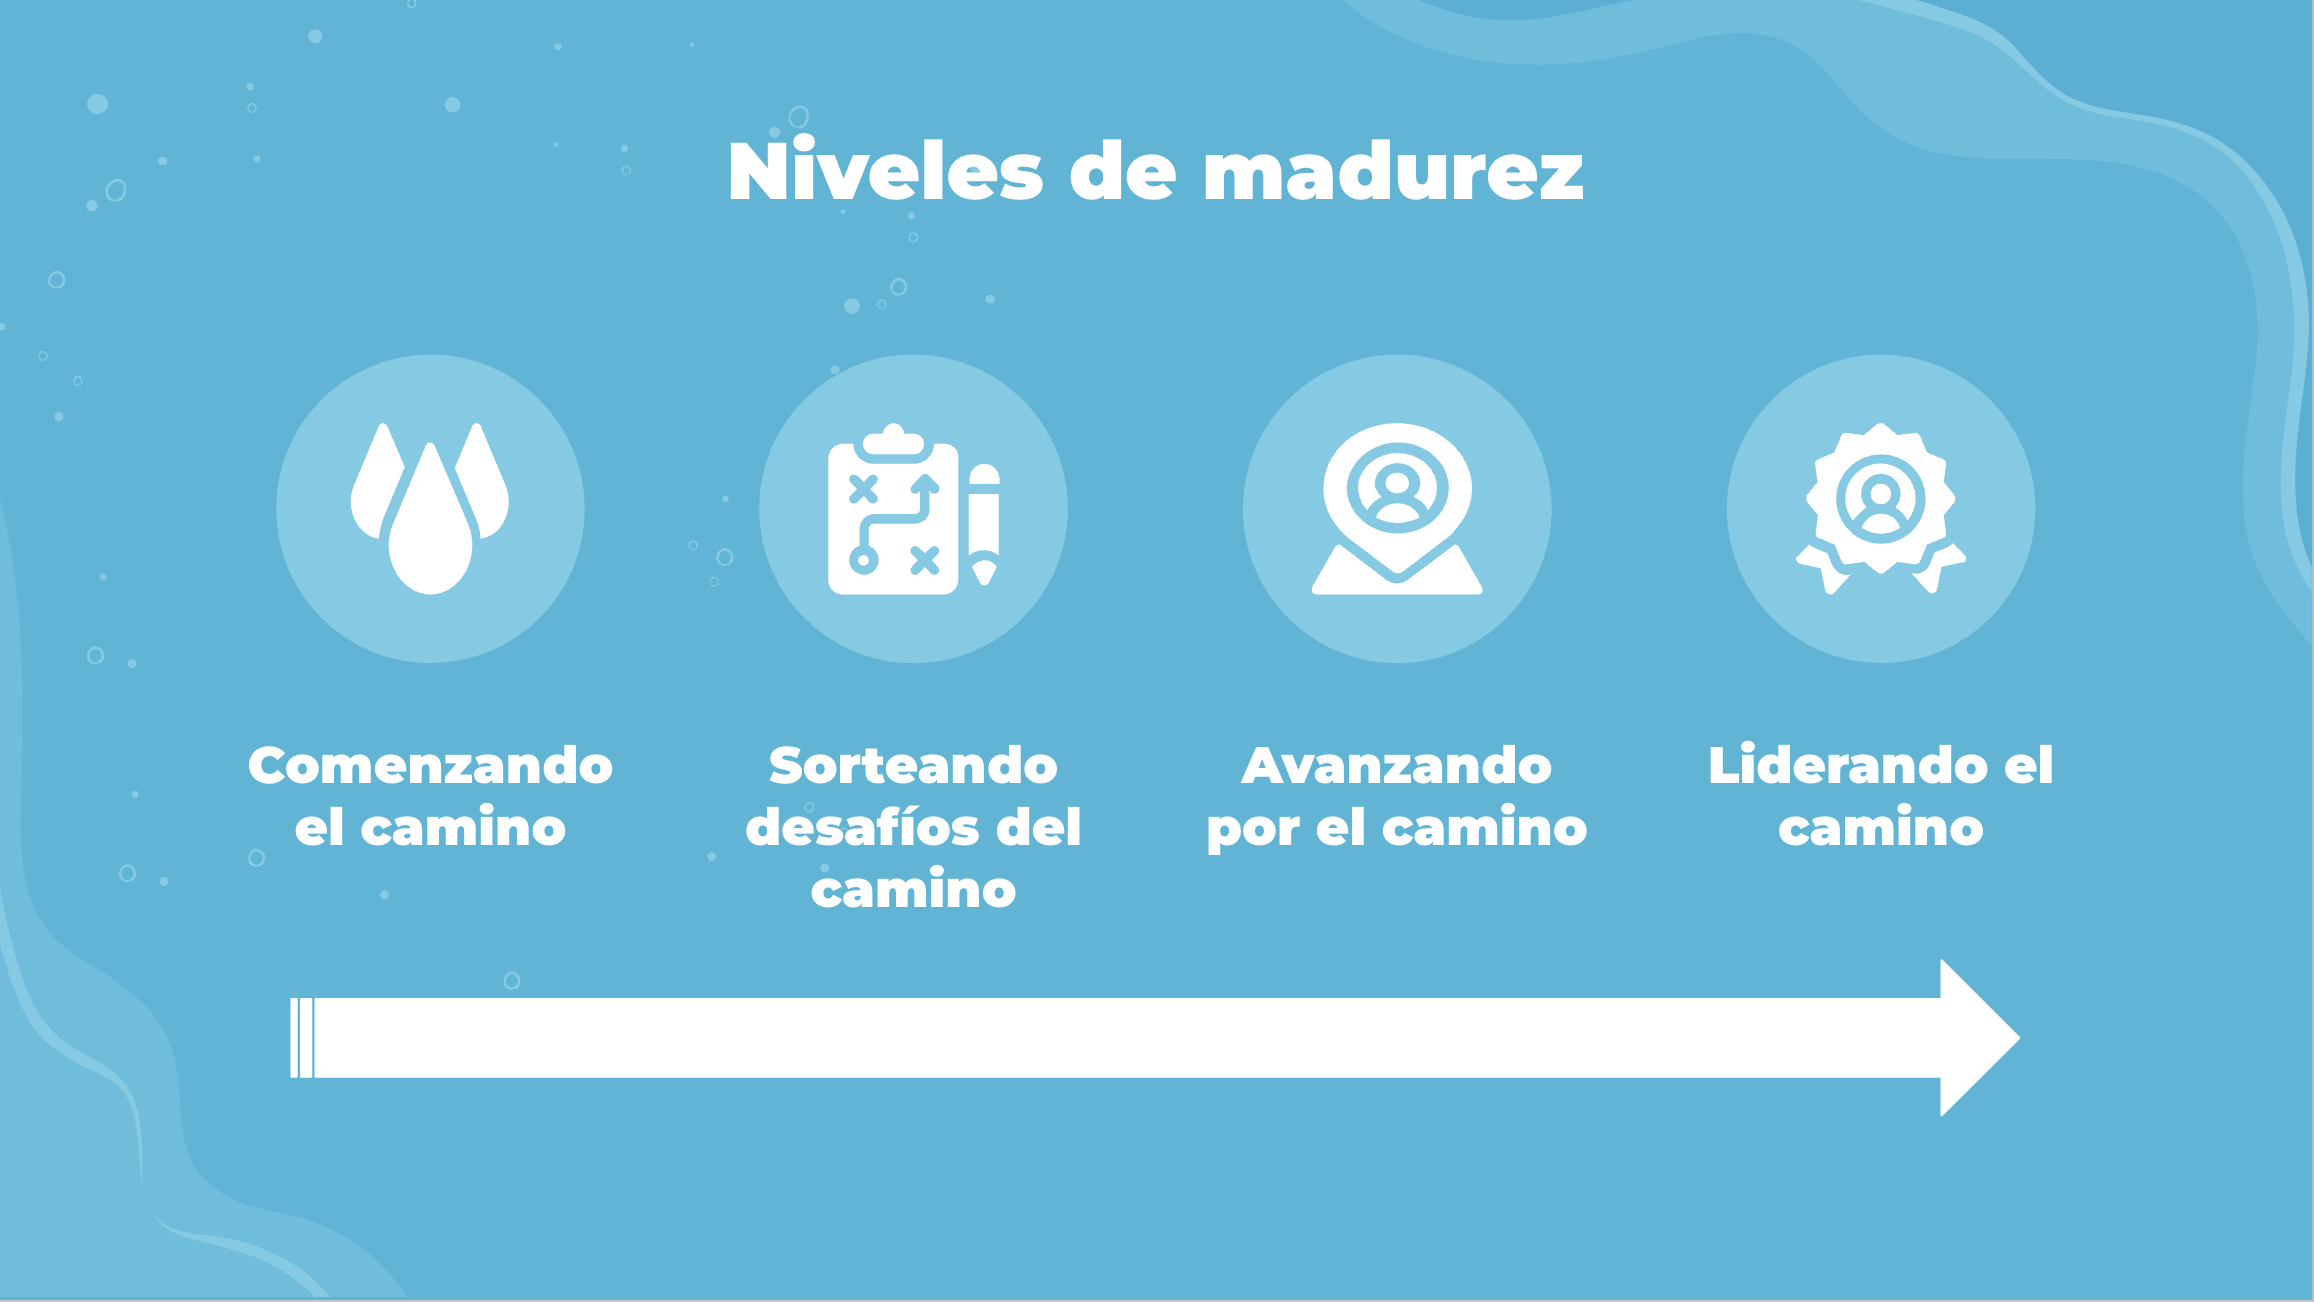 Niveles de madurez
Comenzando
el camino
Sorteando
desafíos del
camino
Avanzando
por el camino
Liderando el
camino